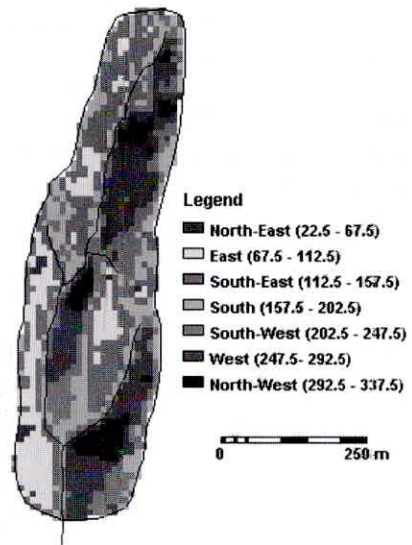 Legend
North-East (22.5 - 67.5)
East (67.5 - 112.5)
South-East (112.5 - 157.5)
South (157.5 - 202.5)
South-West (202.5 - 247.5)
West (247.5- 292.5)
North-West (292.5 - 337.5)
0 250 m